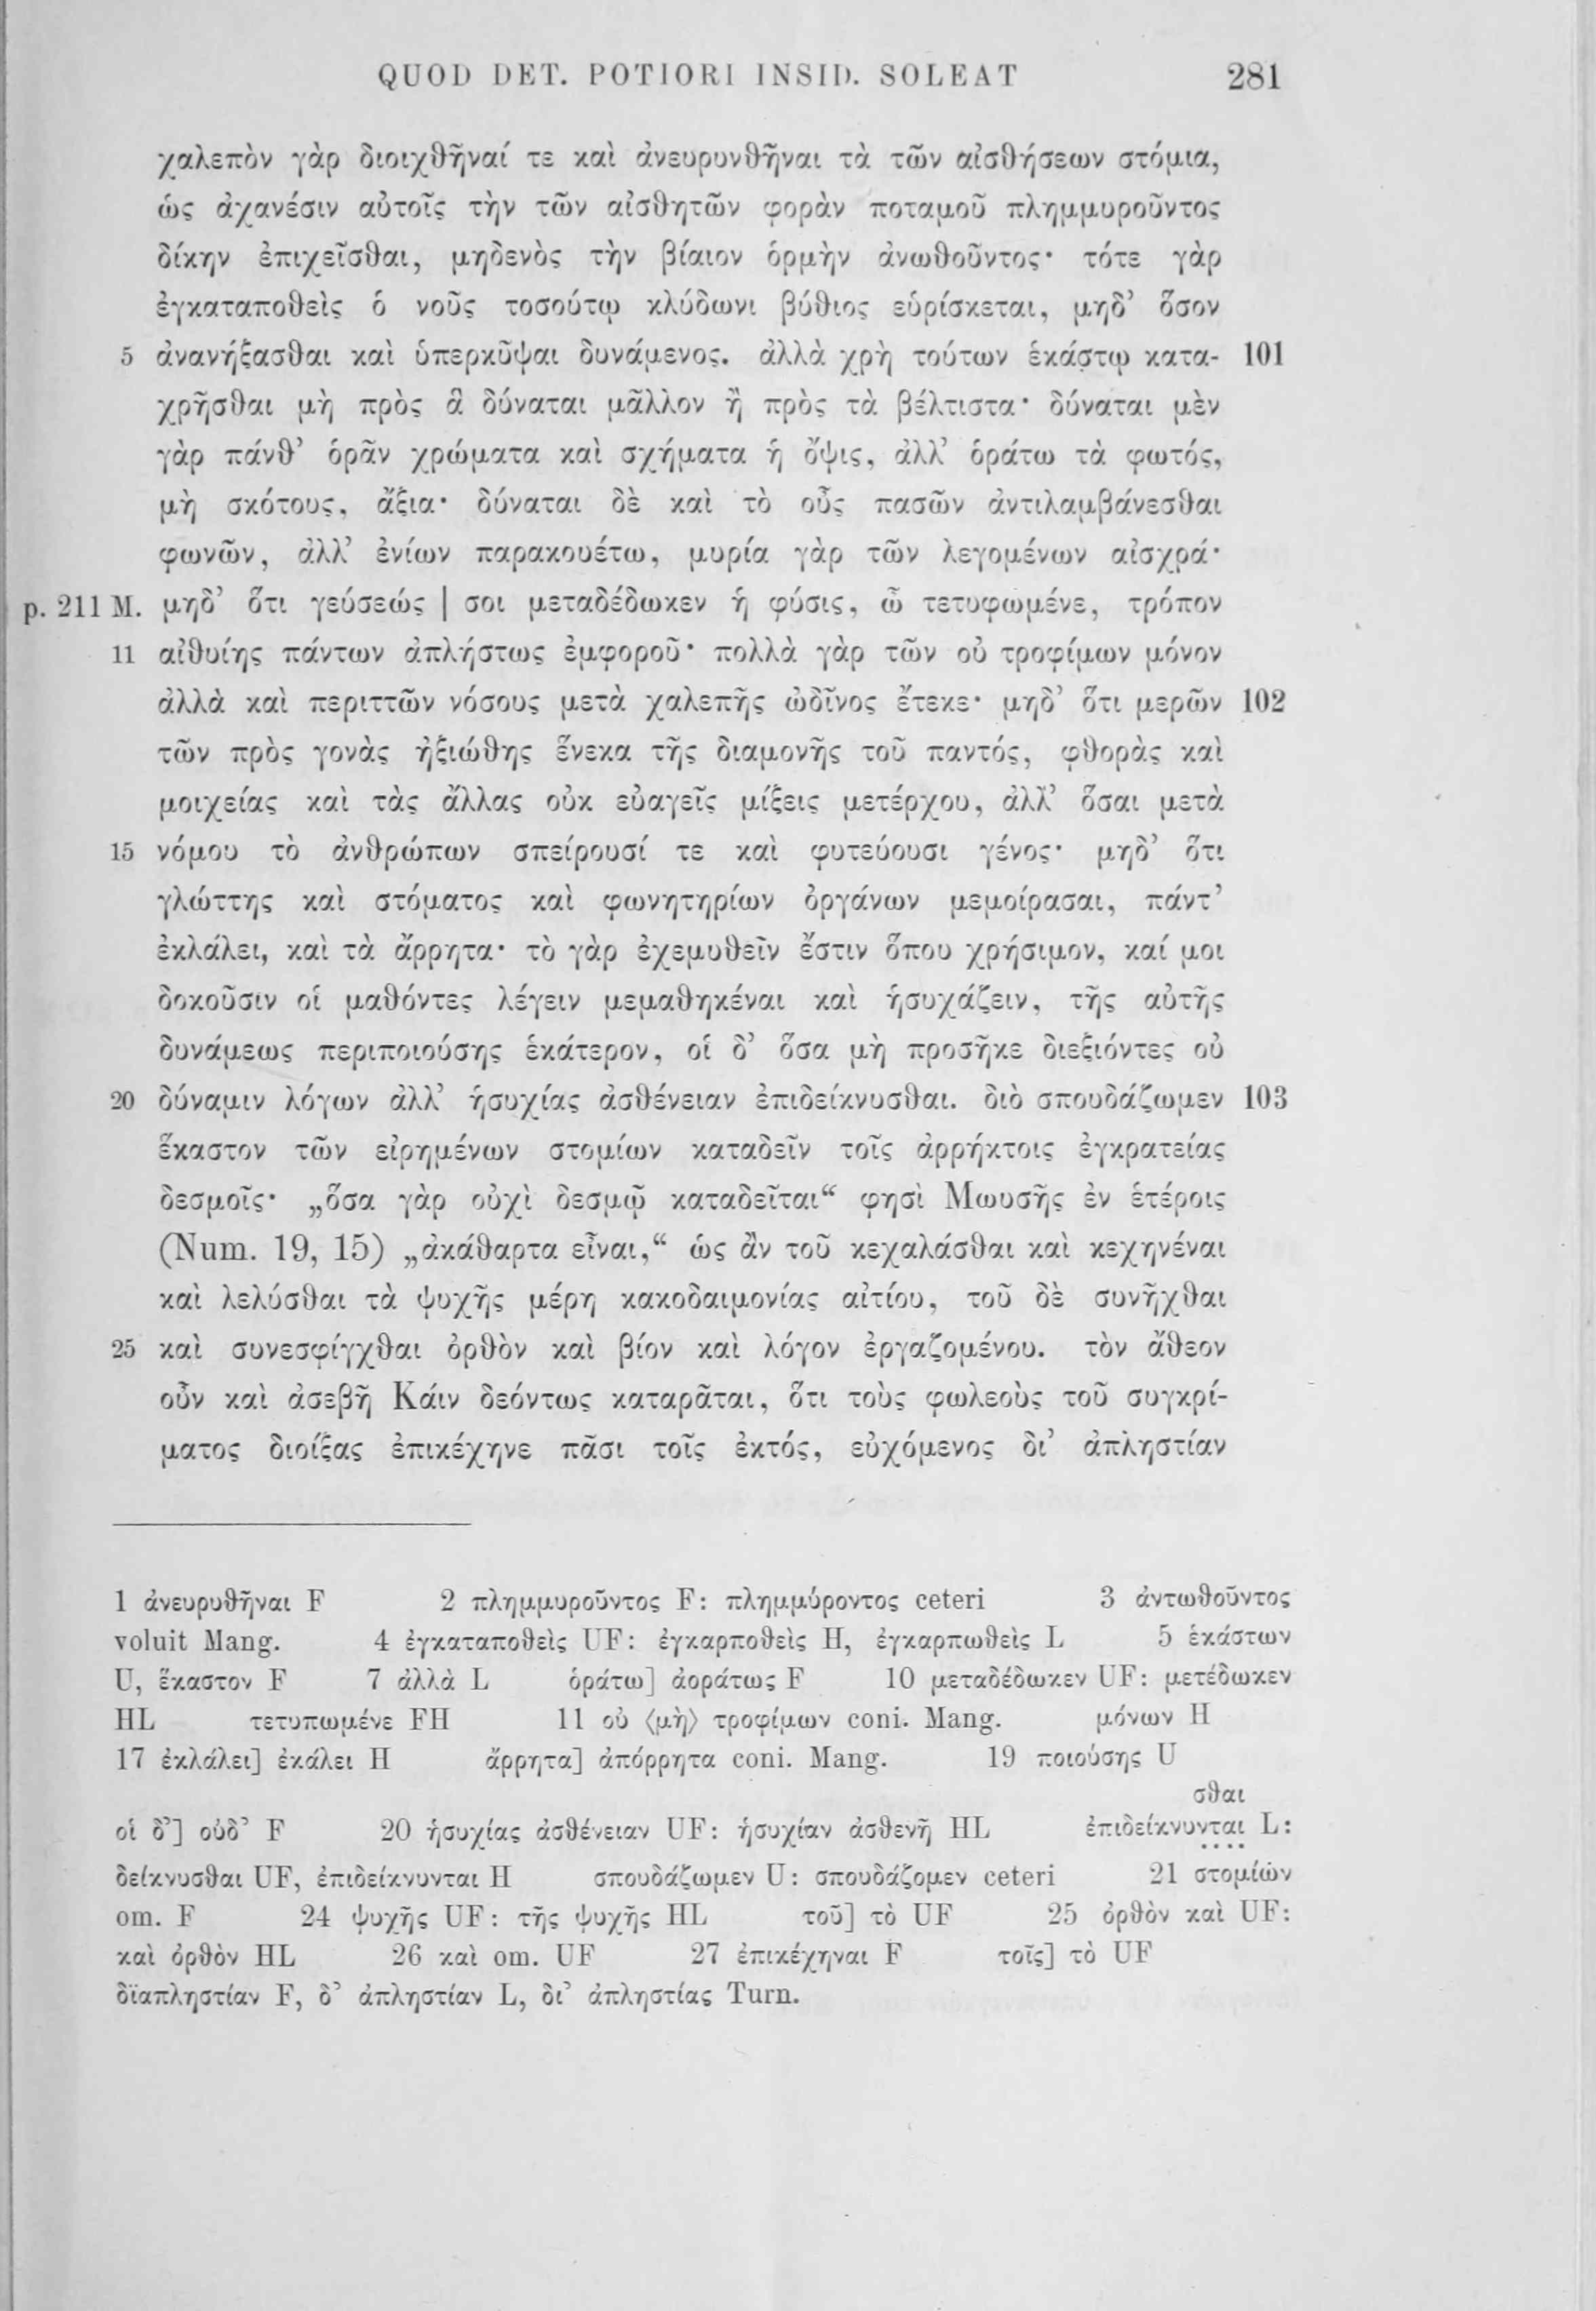 QUOD DET. POTIORI INSID. SOLEAT 281
χαλεπὸν γὰρ διοιχθῆναί τε καὶ ἀνευρυνθῆναι τὰ τῶν αἰσθήσεων στόμια,
ὡς ἀχανέσιν αὐτοῖς τὴν τῶν αἰσθητῶν φορὰν ποταμοῦ πλημμυροῦντος
δίκην ἐπιχεῖσθαι, μηδενὸς τὴν βίαιον ὁρμὴν ἀνωθοῦντος· τότε γὰρ
ἐγκαταποθεὶς ὁ νοῦς τοσούτῳ κλύδωνι βύθιος εὑρίσκεται, μηδ’ ὅσον
5 ἀνανήξασθαι καὶ ὑπερκῦψαι δυνάμενος. ἀλλὰ χρὴ τούτων ἑκάστῳ κατα- 101
χρῆσθαι μὴ πρὸς ἃ δύναται μᾶλλον ἢ πρὸς τὰ βέλτιστα· δύναται μὲν
γὰρ πάνθ’ ὁρᾶν χρώματα καὶ σχήματα ἡ ὄψις, ἀλλ’ ὁράτω τὰ φωτός,
μὴ σκότους, ἄξια· δύναται δὲ καὶ τὸ οὖς πασῶν ἀντιλαμβάνεσθαι
φωνῶν, ἀλλ’ ἐνίων παρακουέτω, μυρία γὰρ τῶν λεγομένων αἰσχρά·
p. 211 M. μηδ’ ὅτι γεύσεώς | σοι μεταδέδωκεν ἡ φύσις, ὦ τετυφωμένε, τρόπον
11 αἰθυίης πάντων ἀπλήστως ἐμφοροῦ· πολλὰ γὰρ τῶν οὐ τροφίμων μόνον
ἀλλὰ καὶ περιττῶν νόσους μετὰ χαλεπῆς ὠδῖνος ἔτεκε· μηδ’ ὅτι μερῶν 102
τῶν πρὸς γονὰς ἠξιώθης ἕνεκα τῆς διαμονῆς τοῦ παντός, φθορὰς καὶ
μοιχείας καὶ τὰς ἄλλας οὐκ εὐαγεῖς μίξεις μετέρχου, ἀλλ’ ὅσαι μετὰ
15 νόμου τὸ ἀνθρώπων σπείρουσί τε καὶ φυτεύουσι γένος· μηδ’ ὅτι
γλώττης καὶ στόματος καὶ φωνητηρίων ὀργάνων μεμοίρασαι, πάντ’
ἐκλάλει, καὶ τὰ ἄρρητα· τὸ γὰρ ἐχεμυθεῖν ἔστιν ὅπου χρήσιμον, καί μοι
δοκοῦσιν οἱ μαθόντες λέγειν μεμαθηκέναι καὶ ἡσυχάζειν, τῆς αὐτῆς
δυνάμεως περιποιούσης ἑκάτερον, οἱ δ’ ὅσα μὴ προσῆκε διεξιόντες οὐ
20 δύναμιν λόγων ἀλλ’ ἡσυχίας ἀσθένειαν ἐπιδείκνυσθαι. διὸ σπουδάζωμεν 103
ἕκαστον τῶν εἰρημένων στομίων καταδεῖν τοῖς ἀρρήκτοις ἐγκρατείας
δεσμοῖς· „ὅσα γὰρ οὐχὶ δεσμῷ καταδεῖται“ φησὶ Μωυσῆς ἐν ἑτέροις
(Num. 19, 15) „ἀκάθαρτα εἶναι,“ ὡς ἂν τοῦ κεχαλάσθαι καὶ κεχηνέναι
καὶ λελύσθαι τὰ ψυχῆς μέρη κακοδαιμονίας αἰτίου, τοῦ δὲ συνῆχθαι
25 καὶ συνεσφίγχθαι ὀρθὸν καὶ βίον καὶ λόγον ἐργαζομένου. τὸν ἄθεον
οὖν καὶ ἀσεβῆ Κάιν δεόντως καταρᾶται, ὅτι τοὺς φωλεοὺς τοῦ συγκρί-
ματος διοίξας ἐπικέχηνε πᾶσι τοῖς ἐκτός, εὐχόμενος δι’ ἀπληστίαν
1 ἀνευρυθῆναι F 2 πλημμυροῦντος F: πλημμύροντος ceteri 3 ἀντωθοῦντος
voluit Mang. 4 ἐγκαταποθεὶς UF: ἐγκαρποθεὶς H, ἐγκαρπωθεὶς L 5 ἑκάστων
U, ἕκαστον F 7 ἀλλὰ L ὁράτω] ἀοράτως F 10 μεταδέδωκεν UF: μετέδωκεν
HL τετυπωμένε FH 11 οὐ ⟨μὴ⟩ τροφίμων coni. Mang. μόνων H
17 ἐκλάλει] ἐκάλει H ἄρρητα] ἀπόρρητα coni. Mang. 19 ποιούσης U
σθαι
οἱ δ’] οὐδ’ F 20 ἡσυχίας ἀσθένειαν UF: ἡσυχίαν ἀσθενῆ HL ἐπιδείκνυνται L:
δείκνυσθαι UF, ἐπιδείκνυνται H σπουδάζωμεν U: σπουδάζομεν ceteri 21 στομίων
om. F 24 ψυχῆς UF: τῆς ψυχῆς HL τοῦ] τὸ UF 25 ὀρθὸν καὶ UF:
καὶ ὀρθὸν HL 26 καὶ om. UF 27 ἐπικέχηναι F τοῖς] τὸ UF
δϊαπληστίαν F, δ’ ἀπληστίαν L, δι’ ἀπληστίας Turn.